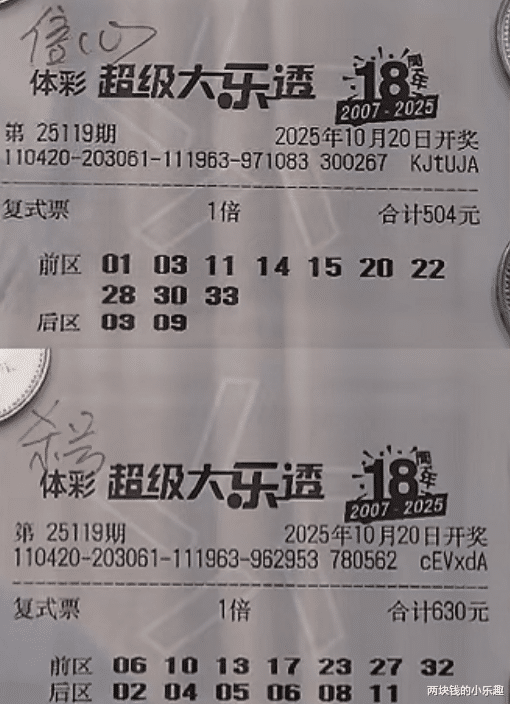 体彩 超级大乐透 18周年
2007-2025
第 25119期 2025年10月20日开奖
110420-203061-111963-971083 300267 KJtUJA
复式票 1倍 合计504元
前区 01 03 11 14 15 20 22
28 30 33
后区 03 09
杀号
体彩 超级大乐透 18周年
2007-2025
第 25119期 2025年10月20日开奖
110420-203061-111963-962953 780562 cEVxdA
复式票 1倍 合计630元
前区 06 10 13 17 23 27 32
后区 02 04 05 06 08 11
两块钱的小乐趣